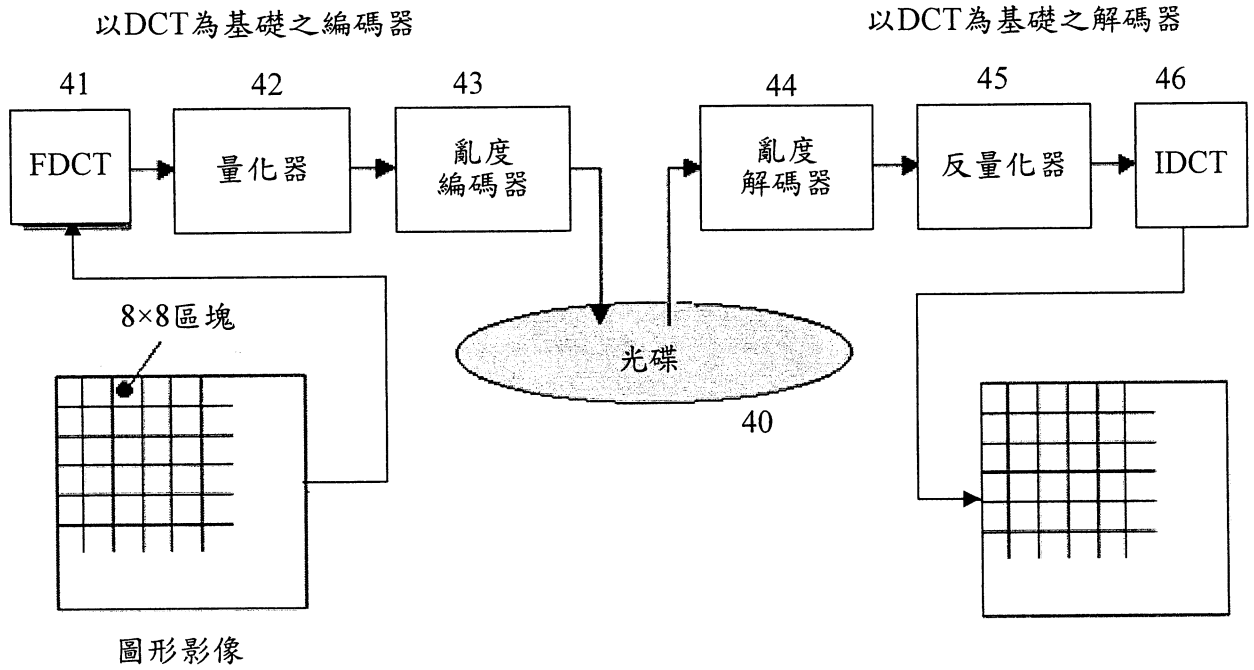 以DCT為基礎之編碼器
以DCT為基礎之解碼器
41
42
43
44
45
46
FDCT
量化器
亂度
編碼器
亂度
解碼器
反量化器
IDCT
8×8區塊
光碟
40
圖形影像